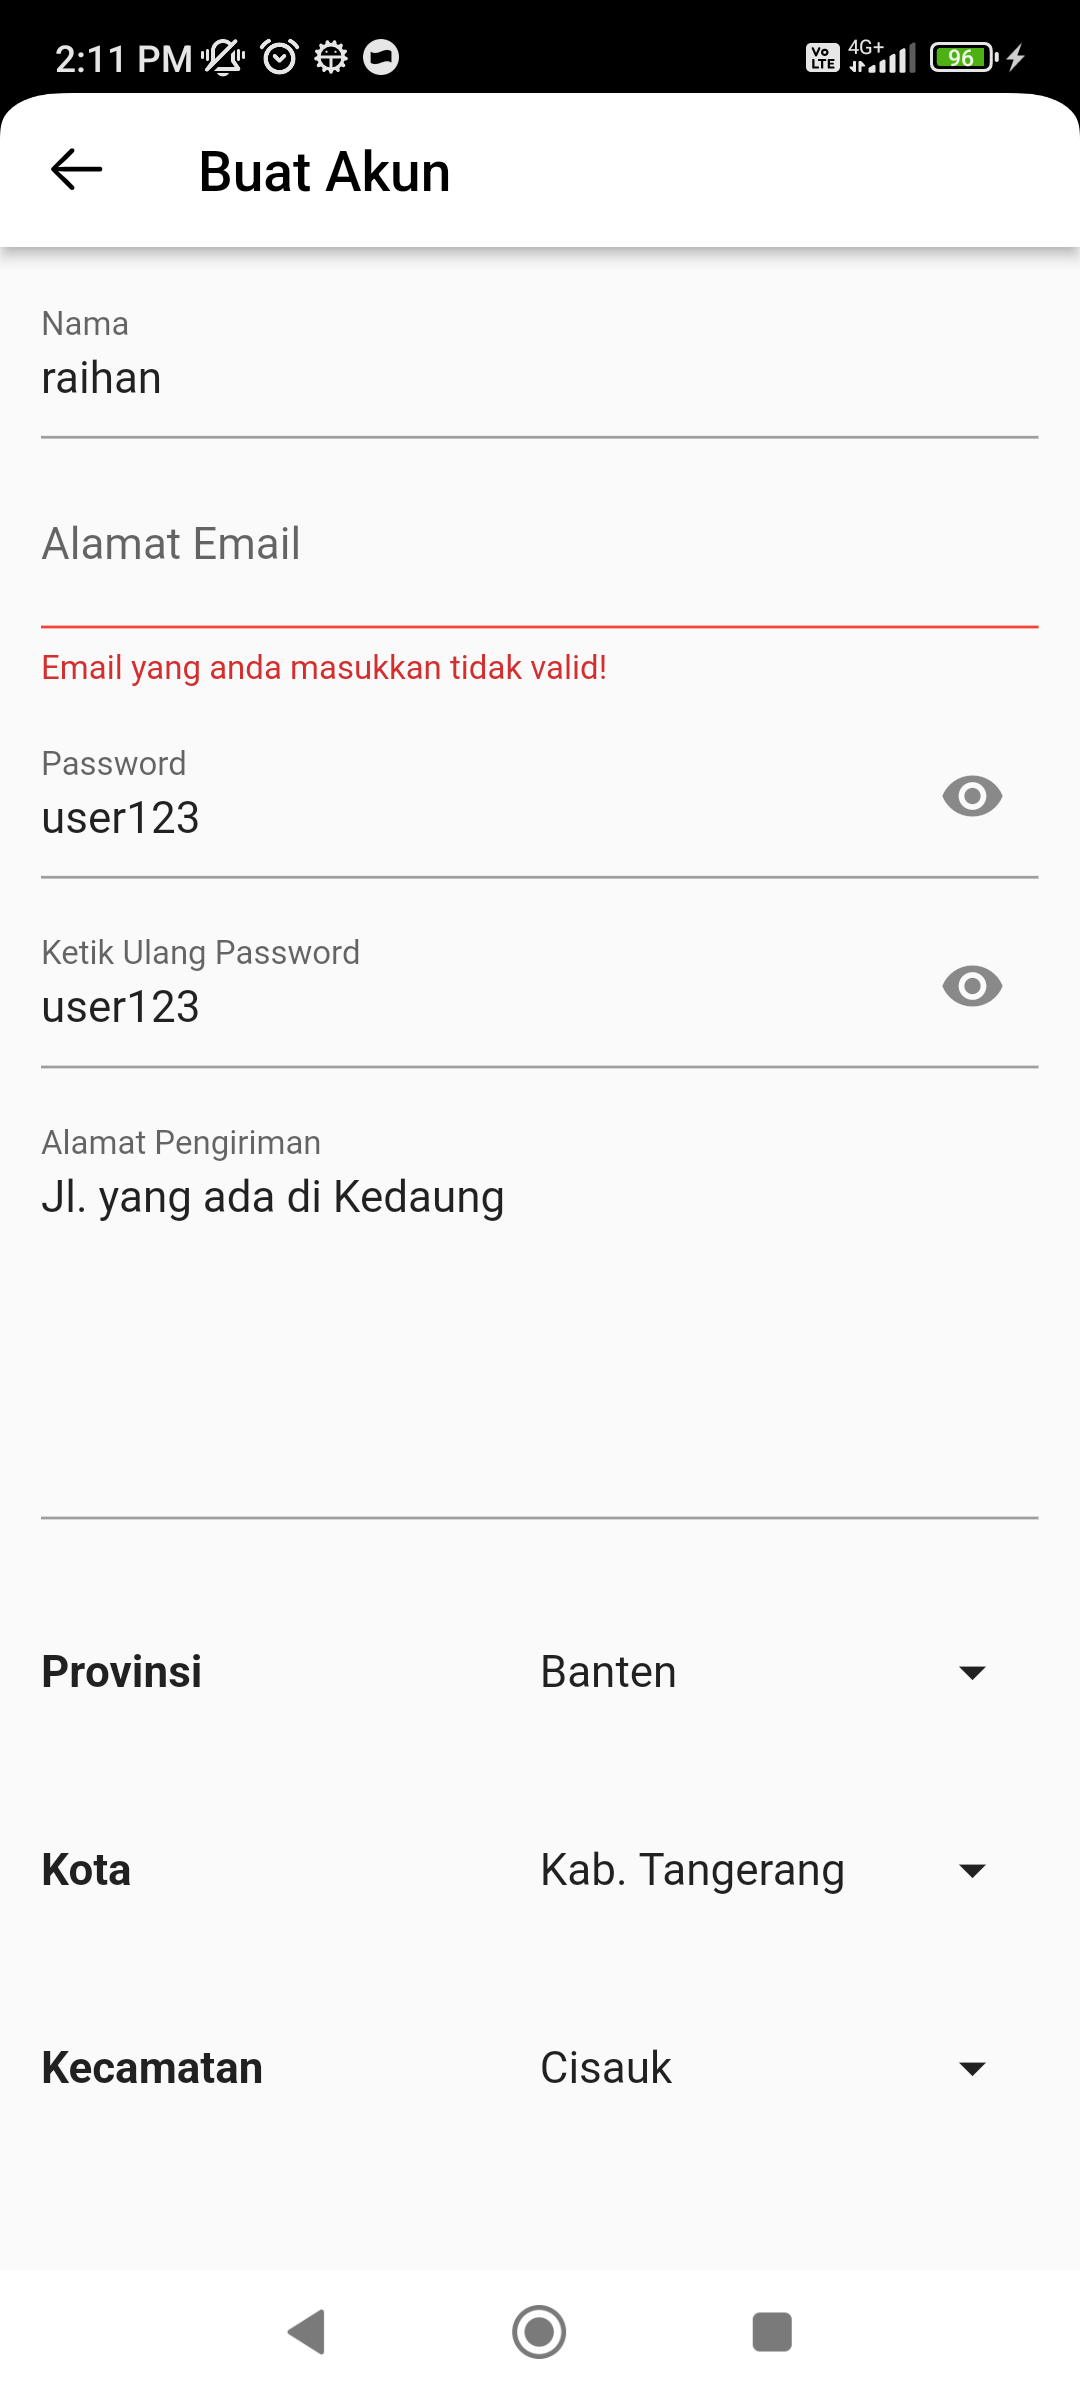 2:11 PM
Vo LTE
4G+
96
Buat Akun
Nama
raihan
Alamat Email
Email yang anda masukkan tidak valid!
Password
user123
Ketik Ulang Password
user123
Alamat Pengiriman
Jl. yang ada di Kedaung
Provinsi Banten
Kota Kab. Tangerang
Kecamatan Cisauk